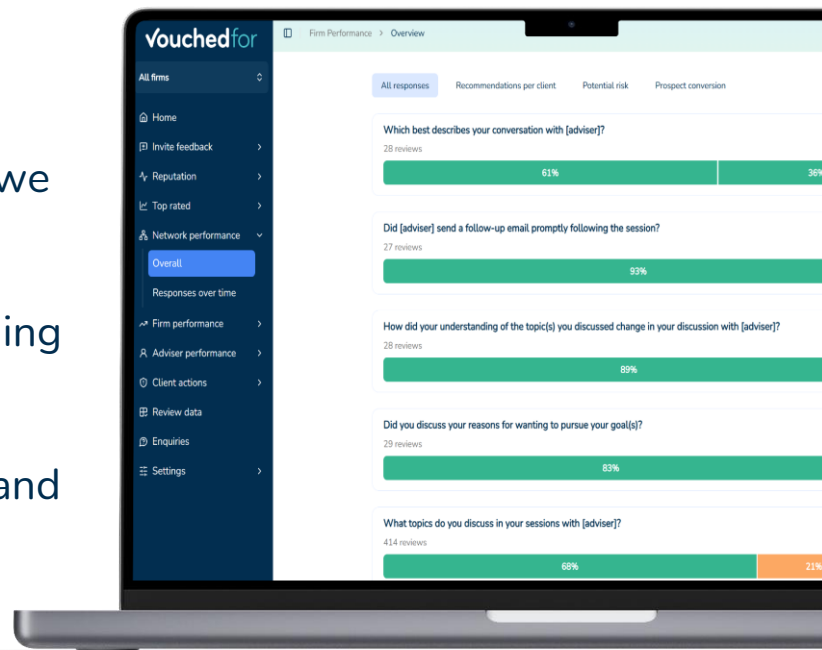 we
ing
and
vouchedfor
All firms
Home
Invite feedback
Reputation
Top rated
Network performance
Overall
Responses over time
Firm performance
Adviser performance
Client actions
Review data
Enquiries
Settings
Firm Performance > Overview
All responses Recommendations per client Potential risk Prospect conversion
Which best describes your conversation with [adviser]?
28 reviews
61% 36%
Did [adviser] send a follow-up email promptly following the session?
27 reviews
93%
How did your understanding of the topic(s) you discussed change in your discussion with [adviser]?
28 reviews
89%
Did you discuss your reasons for wanting to pursue your goal(s)?
29 reviews
83%
What topics do you discuss in your sessions with [adviser]?
414 reviews
68% 21%